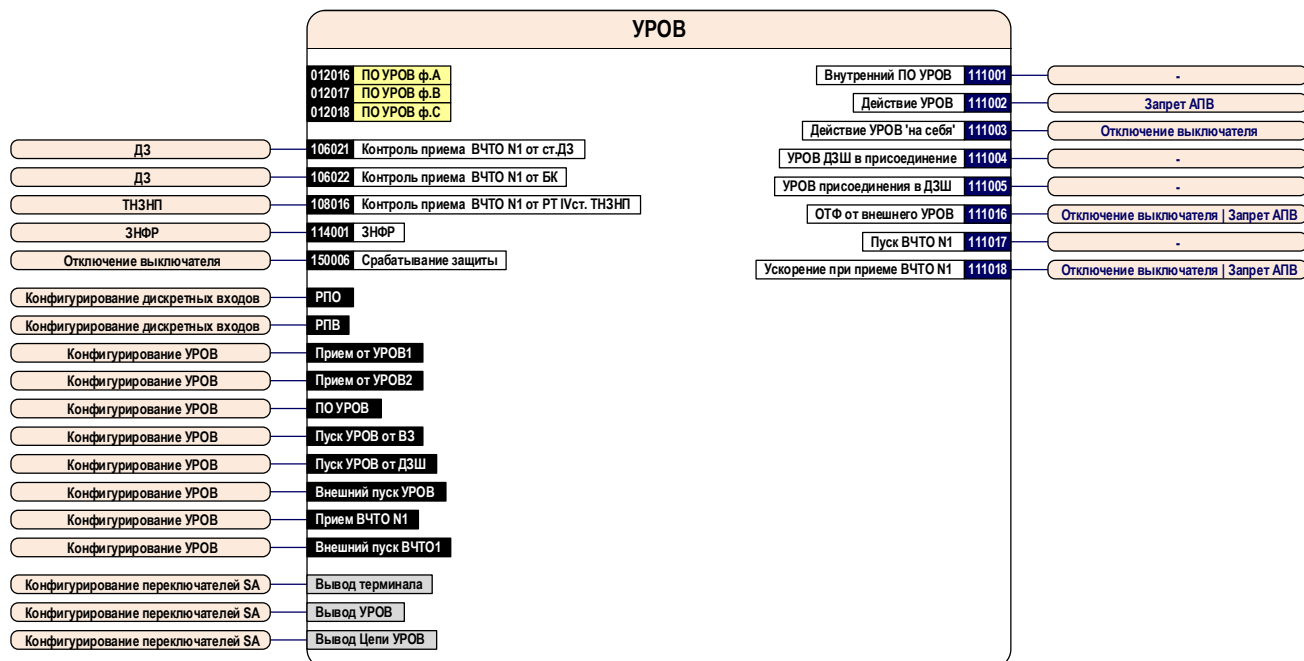 УРОВ
012016 ПО УРОВ ф.А
012017 ПО УРОВ ф.В
012018 ПО УРОВ ф.С
ДЗ 106021 Контроль приема ВЧТО N1 от ст.ДЗ
ДЗ 106022 Контроль приема ВЧТО N1 от БК
ТНЗНП 108016 Контроль приема ВЧТО N1 от РТ IVст. ТНЗНП
ЗНФР 114001 ЗНФР
Отключение выключателя 150006 Срабатывание защиты
Конфигурирование дискретных входов РПО
Конфигурирование дискретных входов РПВ
Конфигурирование УРОВ Прием от УРОВ1
Конфигурирование УРОВ Прием от УРОВ2
Конфигурирование УРОВ ПО УРОВ
Конфигурирование УРОВ Пуск УРОВ от ВЗ
Конфигурирование УРОВ Пуск УРОВ от ДЗШ
Конфигурирование УРОВ Внешний пуск УРОВ
Конфигурирование УРОВ Прием ВЧТО N1
Конфигурирование УРОВ Внешний пуск ВЧТО1
Конфигурирование переключателей SA Вывод терминала
Конфигурирование переключателей SA Вывод УРОВ
Конфигурирование переключателей SA Вывод Цепи УРОВ
Внутренний ПО УРОВ 111001 -
Действие УРОВ 111002 Запрет АПВ
Действие УРОВ 'на себя' 111003 Отключение выключателя
УРОВ ДЗШ в присоединение 111004 -
УРОВ присоединения в ДЗШ 111005 -
ОТФ от внешнего УРОВ 111016 Отключение выключателя | Запрет АПВ
Пуск ВЧТО N1 111017 -
Ускорение при приеме ВЧТО N1 111018 Отключение выключателя | Запрет АПВ